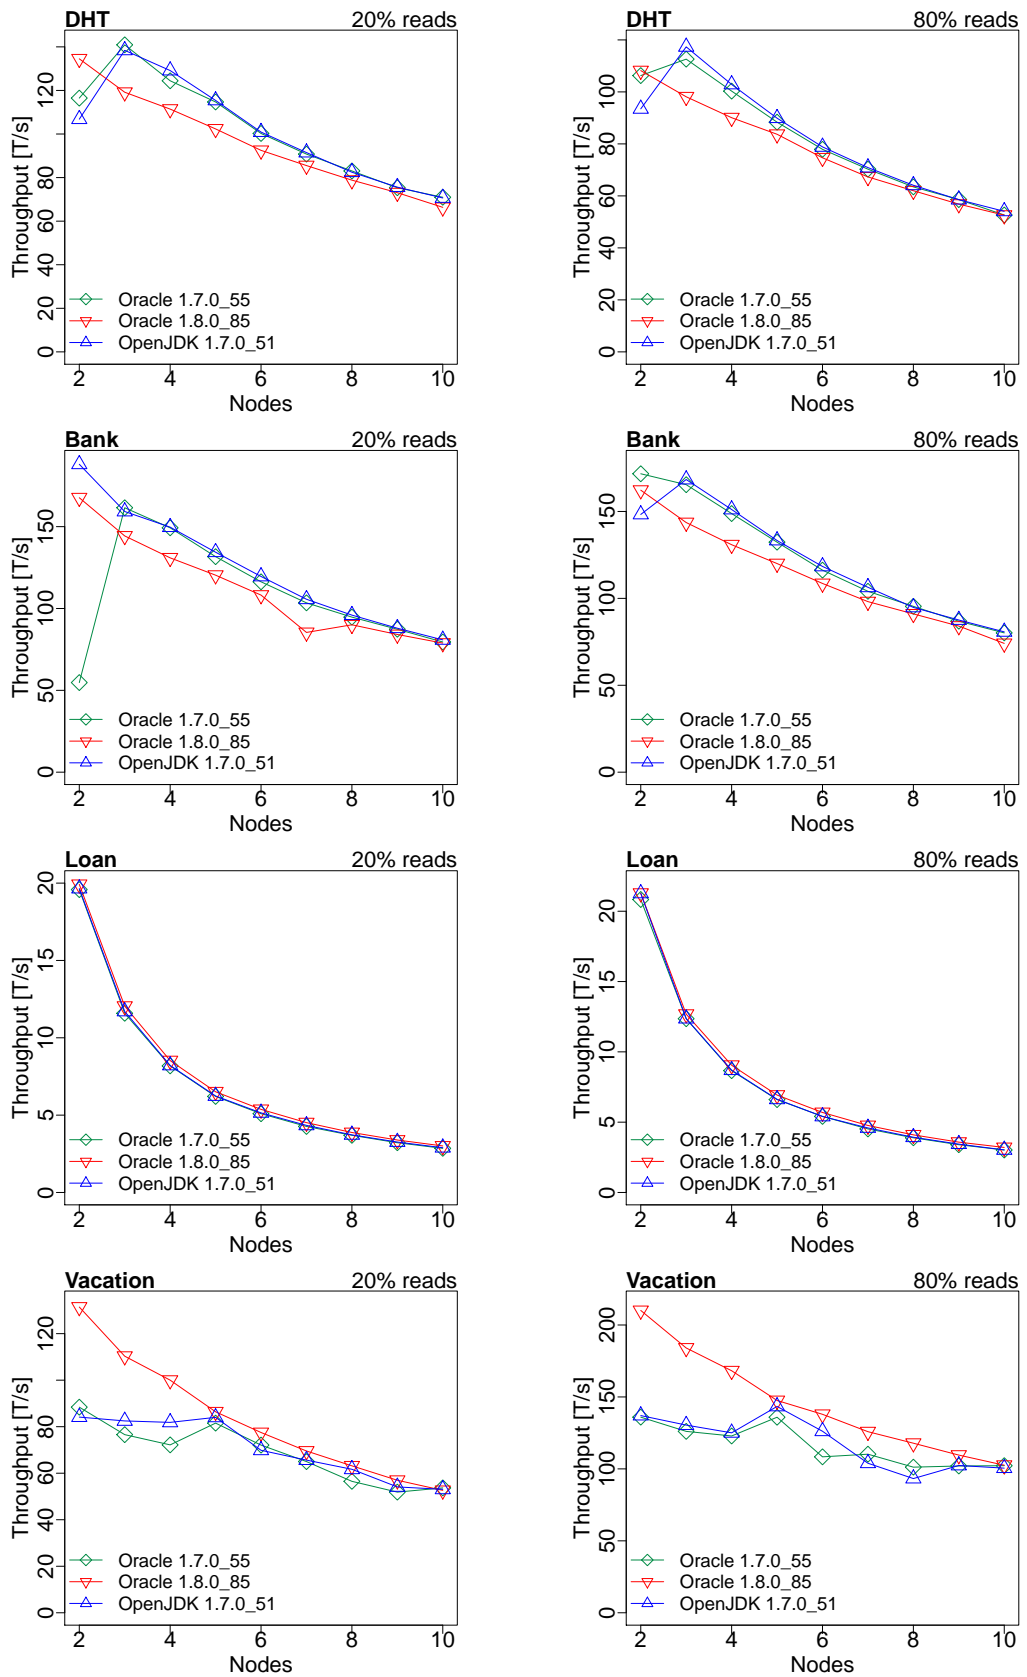 DHT 20% reads
Throughput [T/s]
0 20 40 60 80 120
Oracle 1.7.0_55
Oracle 1.8.0_85
OpenJDK 1.7.0_51
2 4 6 8 10
Nodes
DHT 80% reads
Throughput [T/s]
0 20 40 60 80 100
Oracle 1.7.0_55
Oracle 1.8.0_85
OpenJDK 1.7.0_51
2 4 6 8 10
Nodes
Bank 20% reads
Throughput [T/s]
0 50 100 150
Oracle 1.7.0_55
Oracle 1.8.0_85
OpenJDK 1.7.0_51
2 4 6 8 10
Nodes
Bank 80% reads
Throughput [T/s]
0 50 100 150
Oracle 1.7.0_55
Oracle 1.8.0_85
OpenJDK 1.7.0_51
2 4 6 8 10
Nodes
Loan 20% reads
Throughput [T/s]
0 5 10 15 20
Oracle 1.7.0_55
Oracle 1.8.0_85
OpenJDK 1.7.0_51
2 4 6 8 10
Nodes
Loan 80% reads
Throughput [T/s]
0 5 10 15 20
Oracle 1.7.0_55
Oracle 1.8.0_85
OpenJDK 1.7.0_51
2 4 6 8 10
Nodes
Vacation 20% reads
Throughput [T/s]
0 20 40 60 80 120
Oracle 1.7.0_55
Oracle 1.8.0_85
OpenJDK 1.7.0_51
2 4 6 8 10
Nodes
Vacation 80% reads
Throughput [T/s]
0 50 100 150 200
Oracle 1.7.0_55
Oracle 1.8.0_85
OpenJDK 1.7.0_51
2 4 6 8 10
Nodes